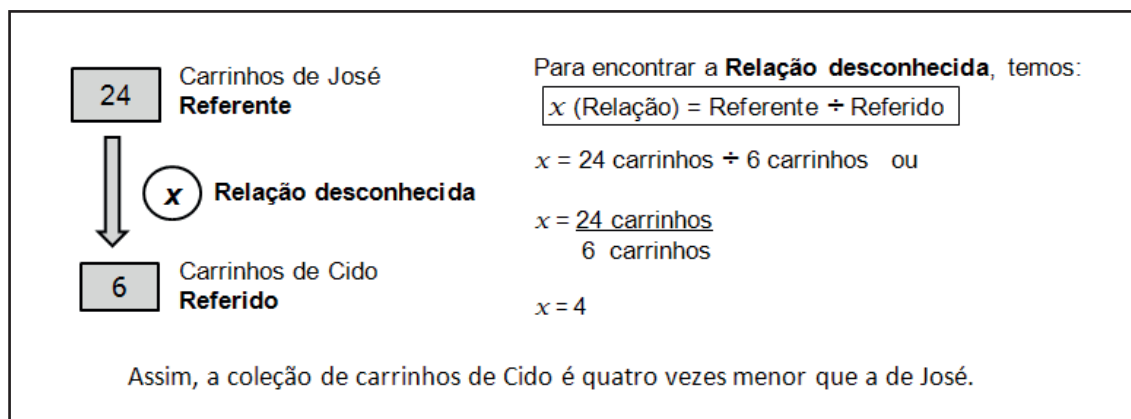 24
Carrinhos de José
Referente
x
Relação desconhecida
6
Carrinhos de Cido
Referido
Para encontrar a Relação desconhecida, temos:
x (Relação) = Referente ÷ Referido
x = 24 carrinhos ÷ 6 carrinhos ou
x = 24 carrinhos
6 carrinhos
x = 4
Assim, a coleção de carrinhos de Cido é quatro vezes menor que a de José.